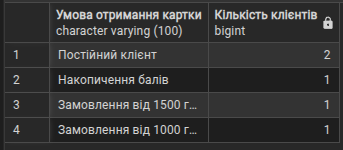 Умова отримання картки Кількість клієнтів
character varying (100) bigint
1 Постійний клієнт 2
2 Накопичення балів 1
3 Замовлення від 1500 г... 1
4 Замовлення від 1000 г... 1